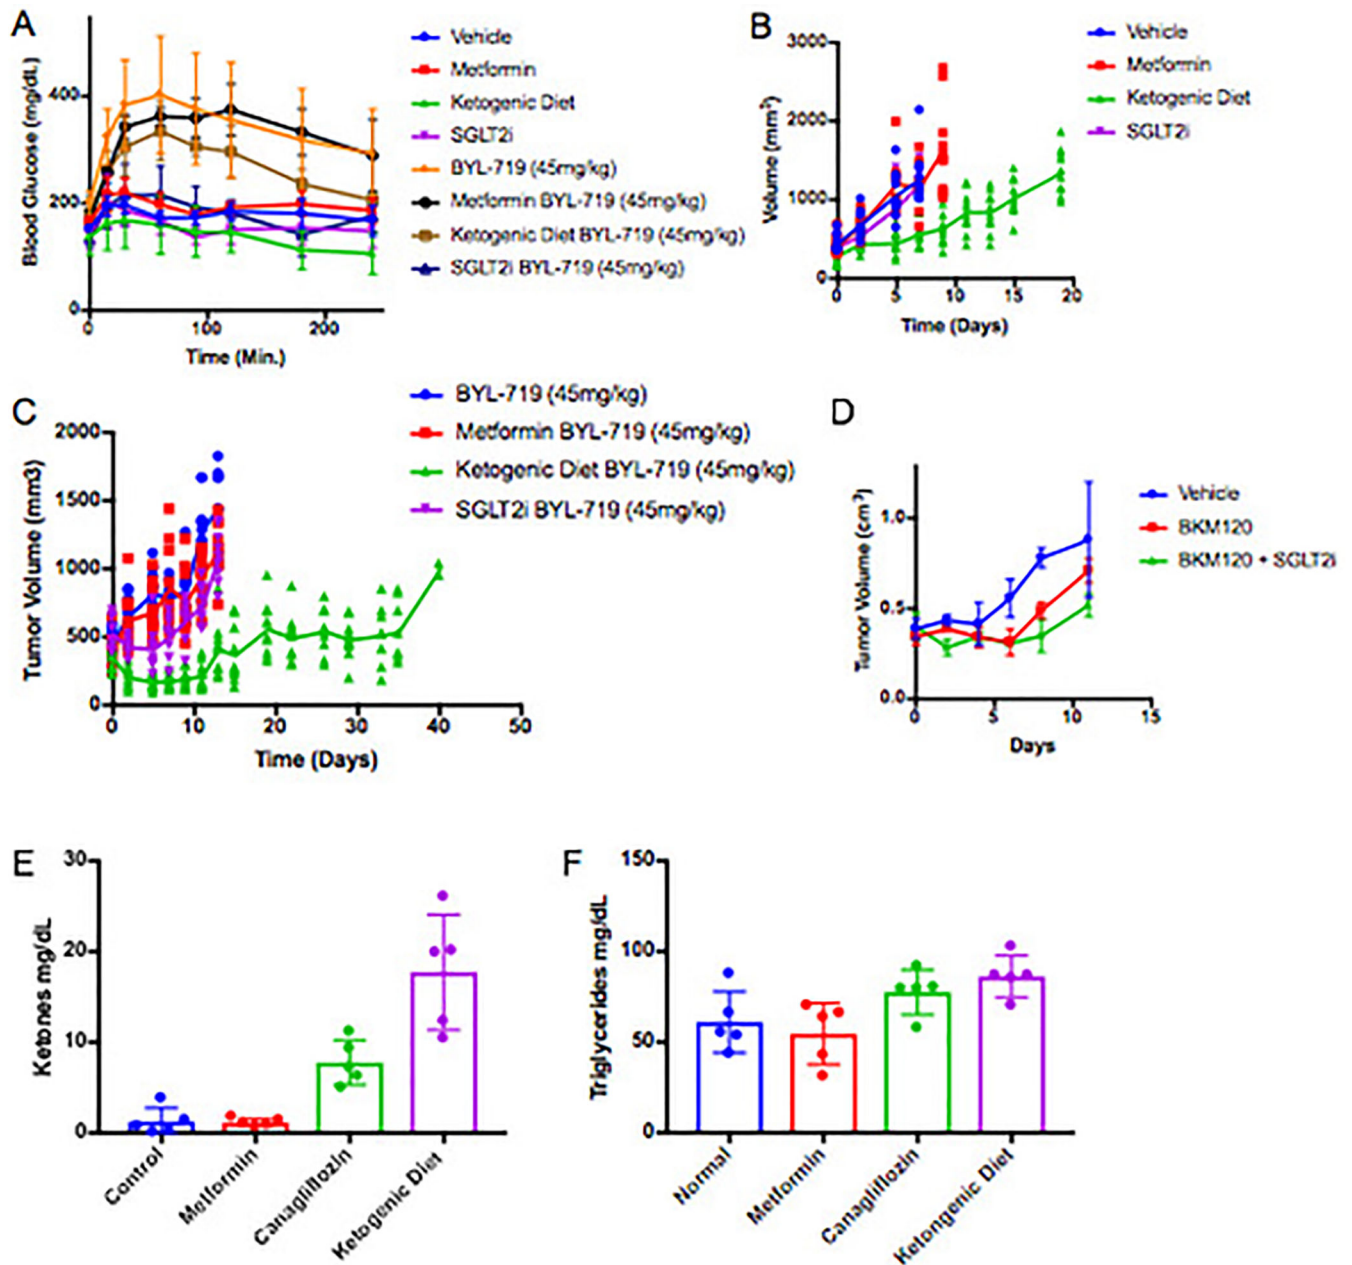 A
Blood Glucose (mg/dL)
400
200
0
0
100
200
Time (Min.)
Vehicle
Metformin
Ketogenic Diet
SGLT2i
BYL-719 (45mg/kg)
Metformin BYL-719 (45mg/kg)
Ketogenic Diet BYL-719 (45mg/kg)
SGLT2i BYL-719 (45mg/kg)
B
Volume (mm³)
3000
2000
1000
0
0
5
10
15
20
Time (Days)
Vehicle
Metformin
Ketogenic Diet
SGLT2i
C
Tumor Volume (mm3)
2000
1500
1000
500
0
0
10
20
30
40
50
Time (Days)
BYL-719 (45mg/kg)
Metformin BYL-719 (45mg/kg)
Ketogenic Diet BYL-719 (45mg/kg)
SGLT2i BYL-719 (45mg/kg)
D
Tumor Volume (cm⁻³)
1.0
0.5
0.0
0
5
10
15
Days
Vehicle
BKM120
BKM120 + SGLT2i
E
Ketones mg/dL
30
20
10
0
Control
Metformin
Canagliflozin
Ketogenic Diet
F
Triglycerides mg/dL
150
100
50
0
Normal
Metformin
Canagliflozin
Ketongenic Diet